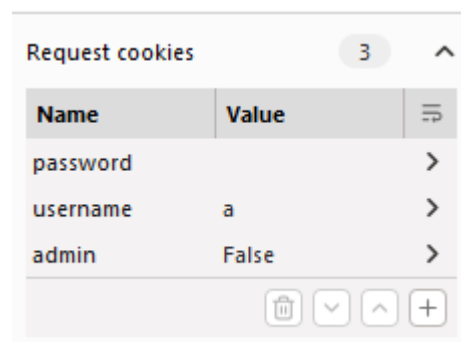 Request cookies 3
Name Value
password
username a
admin False